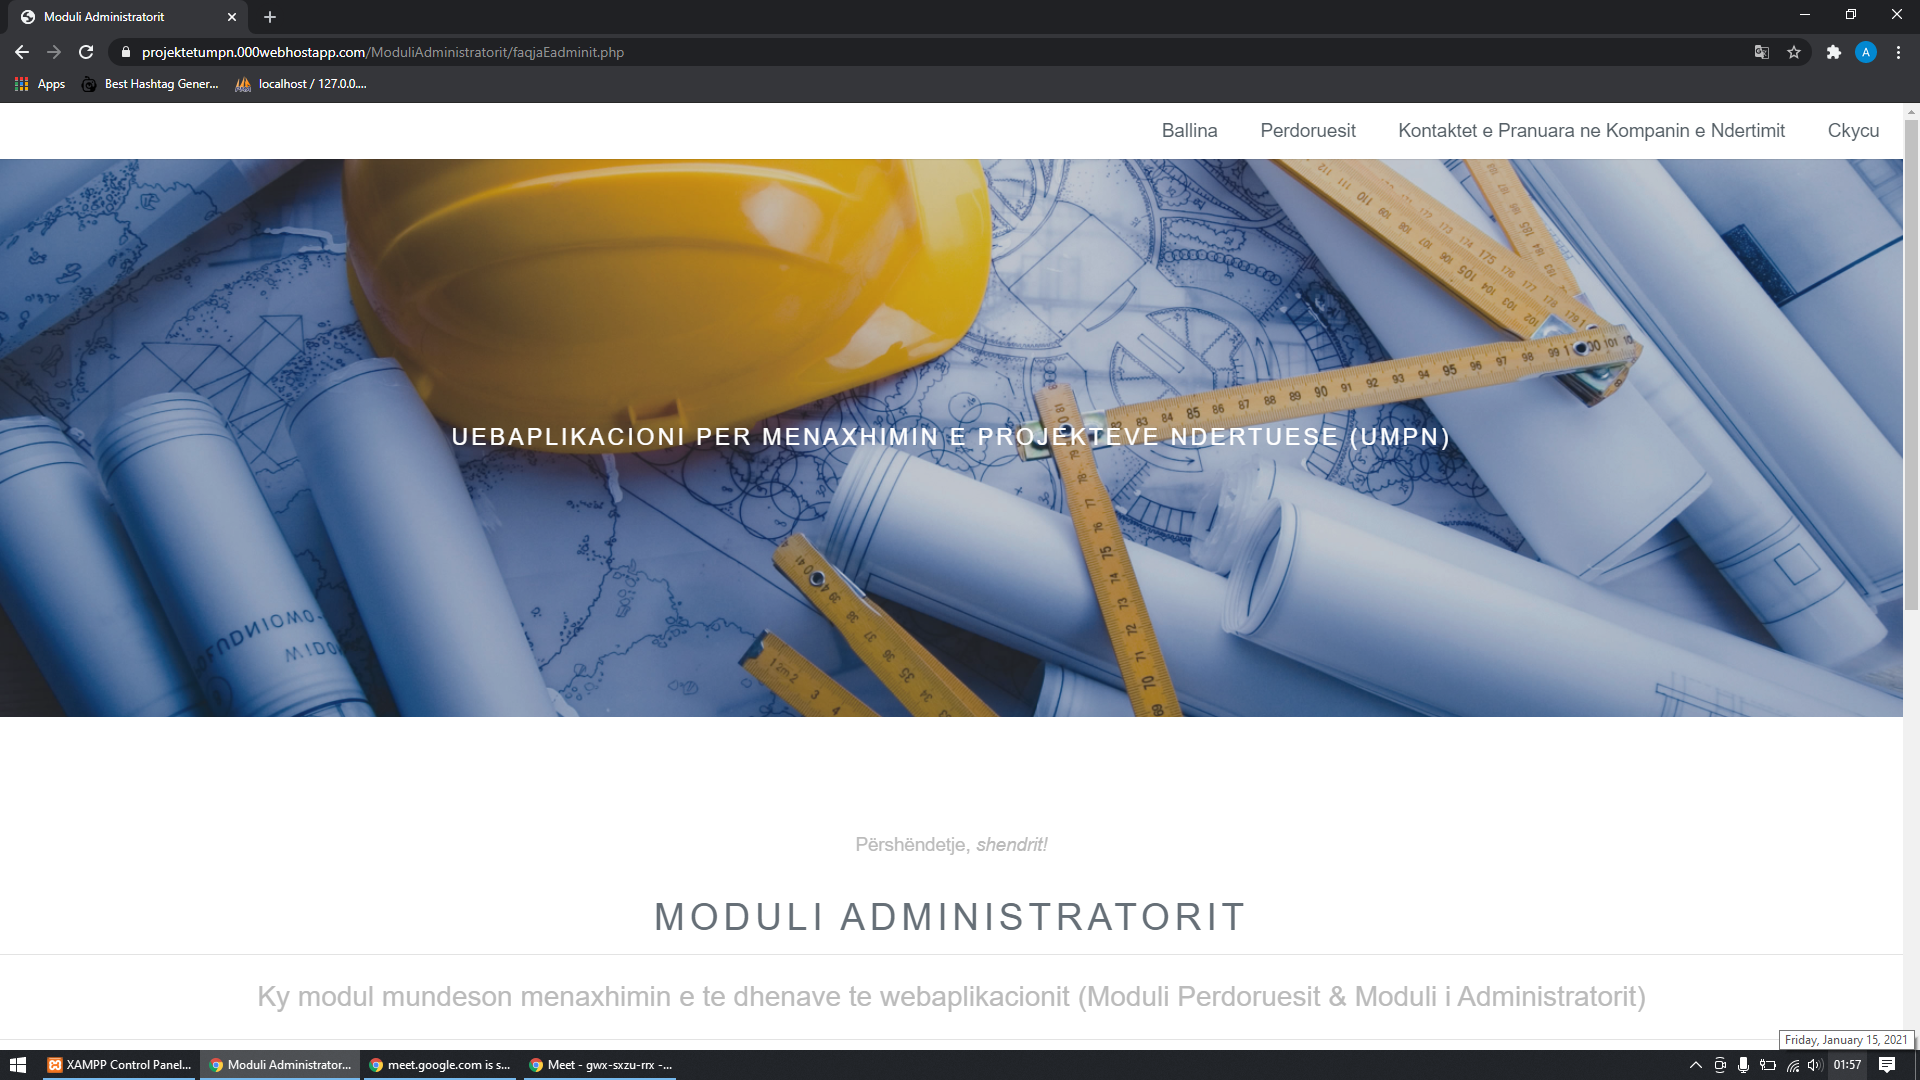 Moduli Administratorit
projektetumpn.000webhostapp.com/ModuliAdministratorit/faqjaEadminit.php
A
Apps
Best Hashtag Gener...
localhost / 127.0.0....
Ballina
Perdoruesit
Kontaktet e Pranuara ne Kompanin e Ndertimit
Ckycu
UEBAPLIKACIONI PER MENAXHIMIN E PROJEKTEVE NDERTUESE (UMPN)
Përshëndetje, shendrit!
MODULI ADMINISTRATORIT
Ky modul mundeson menaxhimin e te dhenave te webaplikacionit (Moduli Perdoruesit & Moduli i Administratorit)
Friday, January 15, 2021
XAMPP Control Panel...
Moduli Administrator...
meet.google.com is s...
Meet - gwx-sxzu-rrx -...
01:57